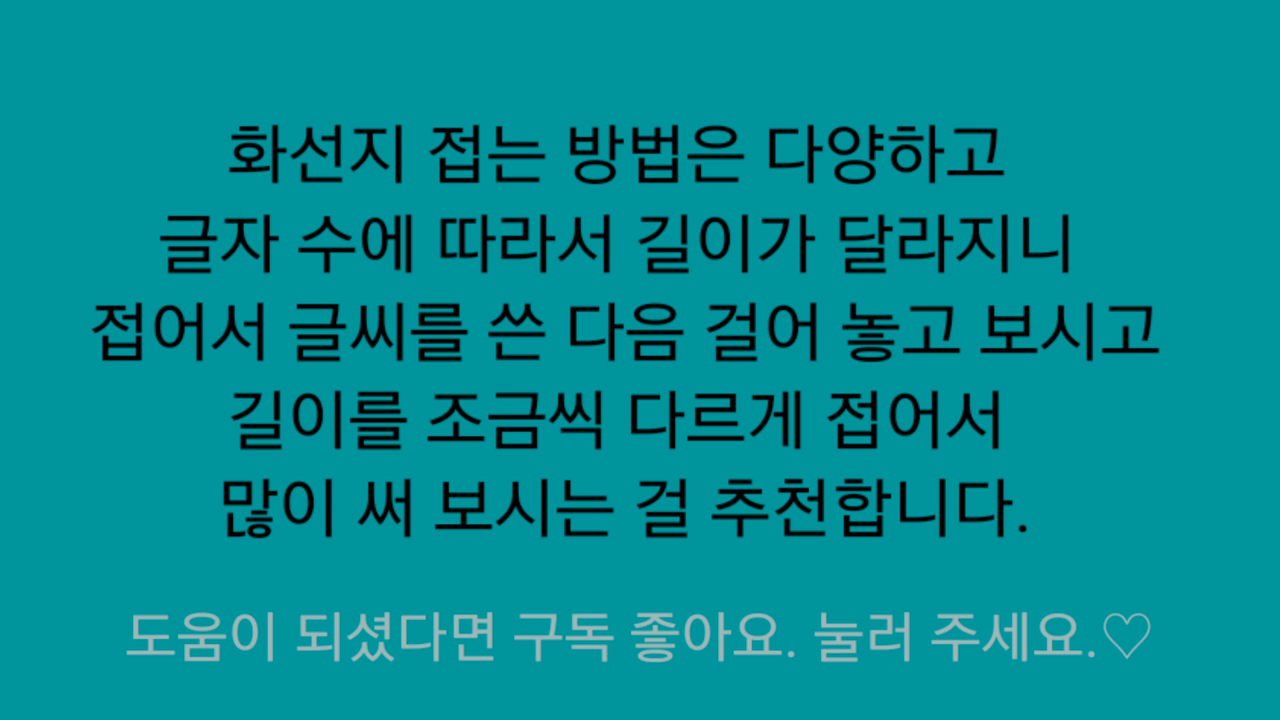 화선지 접는 방법은 다양하고
글자 수에 따라서 길이가 달라지니
접어서 글씨를 쓴 다음 걸어 놓고 보시고
길이를 조금씩 다르게 접어서
많이 써 보시는 걸 추천합니다.
도움이 되셨다면 구독 좋아요. 눌러 주세요.♡